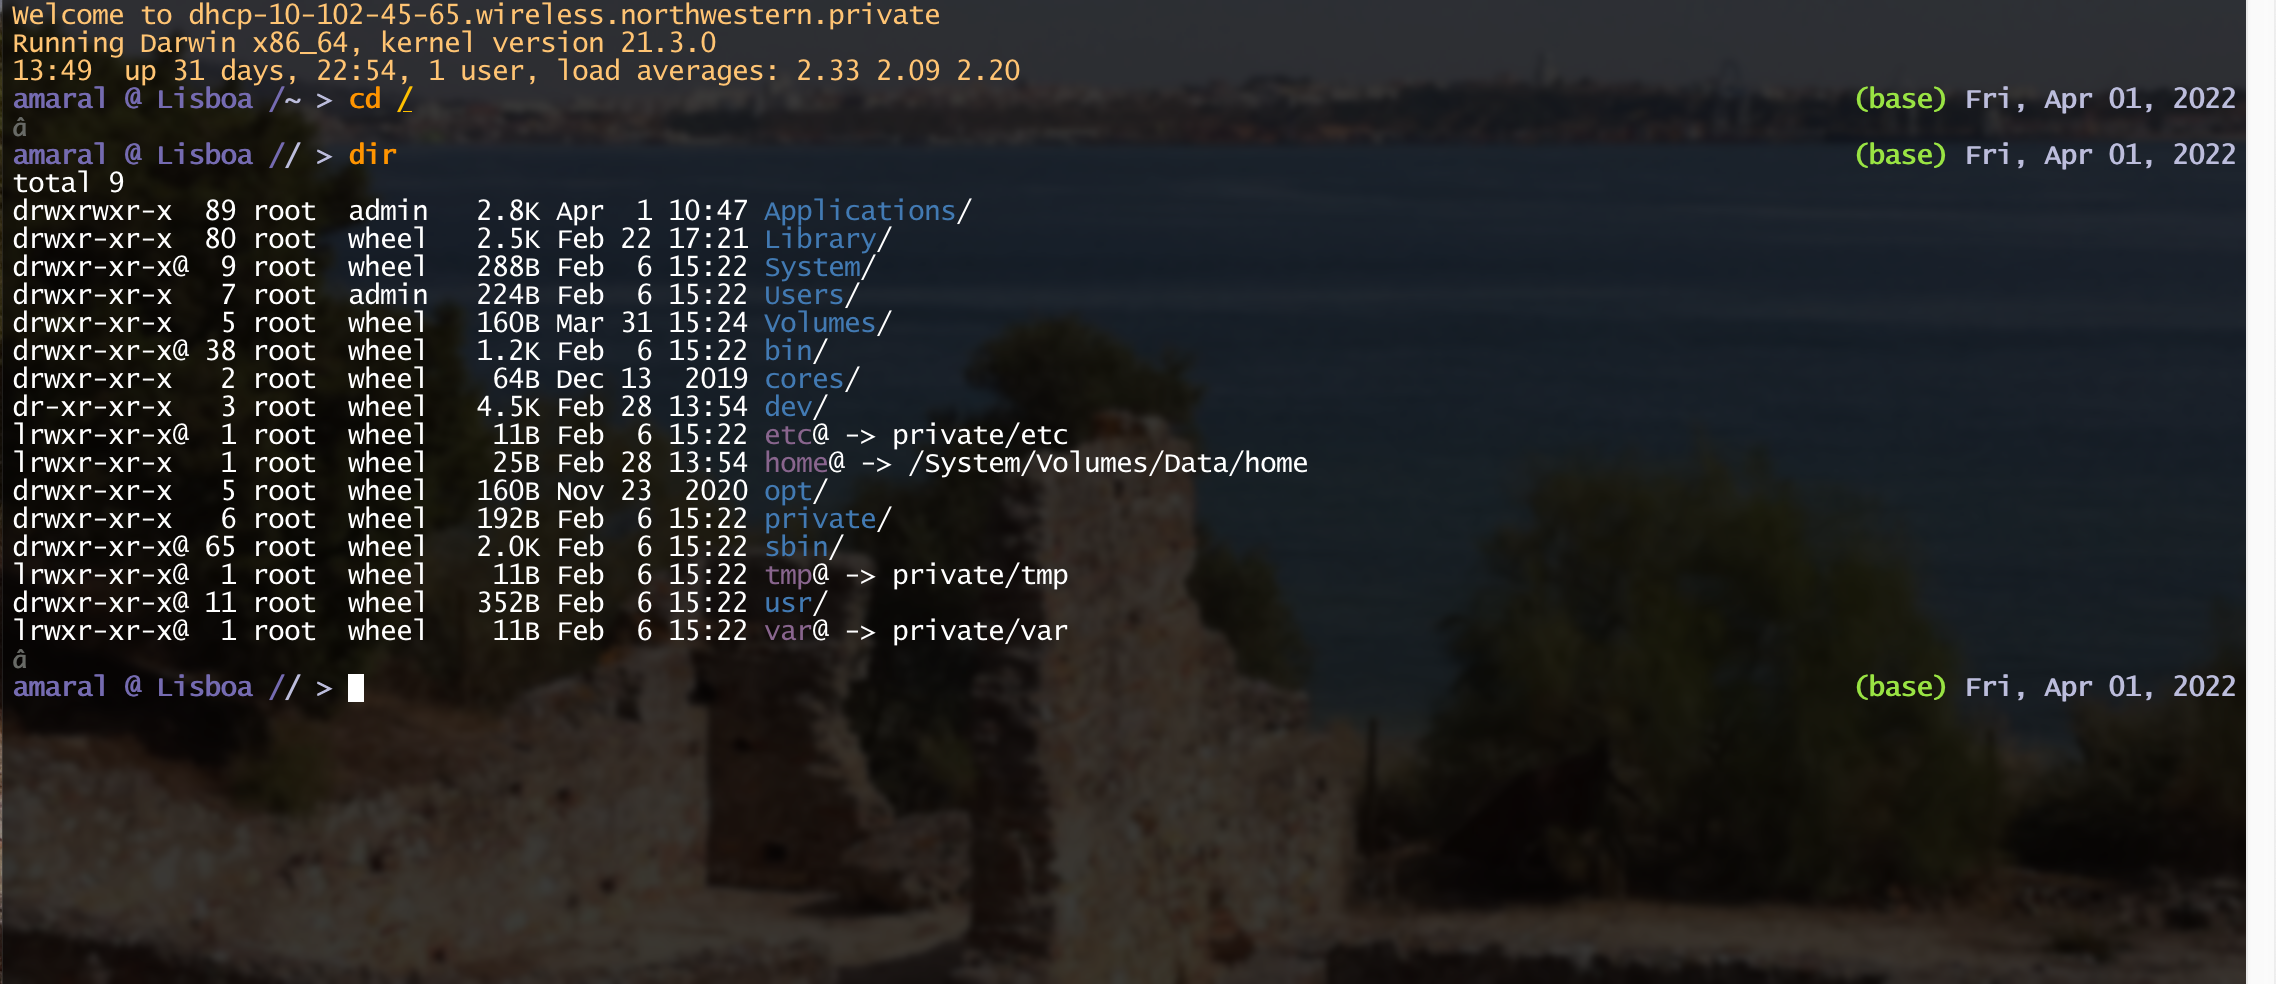 Welcome to dhcp-10-102-45-65.wireless.northwestern.private
Running Darwin x86_64, kernel version 21.3.0
13:49  up 31 days, 22:54, 1 user, load averages: 2.33 2.09 2.20
amaral @ Lisboa /~ > cd / (base) Fri, Apr 01, 2022
â
amaral @ Lisboa // > dir (base) Fri, Apr 01, 2022
total 9
drwxrwxr-x  89 root  admin   2.8K Apr  1 10:47 Applications/
drwxr-xr-x  80 root  wheel   2.5K Feb 22 17:21 Library/
drwxr-xr-x@  9 root  wheel   288B Feb  6 15:22 System/
drwxr-xr-x   7 root  admin   224B Feb  6 15:22 Users/
drwxr-xr-x   5 root  wheel   160B Mar 31 15:24 Volumes/
drwxr-xr-x@ 38 root  wheel   1.2K Feb  6 15:22 bin/
drwxr-xr-x   2 root  wheel    64B Dec 13  2019 cores/
dr-xr-xr-x   3 root  wheel   4.5K Feb 28 13:54 dev/
lrwxr-xr-x@  1 root  wheel    11B Feb  6 15:22 etc@ -> private/etc
lrwxr-xr-x   1 root  wheel    25B Feb 28 13:54 home@ -> /System/Volumes/Data/home
drwxr-xr-x   5 root  wheel   160B Nov 23  2020 opt/
drwxr-xr-x   6 root  wheel   192B Feb  6 15:22 private/
drwxr-xr-x@ 65 root  wheel   2.0K Feb  6 15:22 sbin/
lrwxr-xr-x@  1 root  wheel    11B Feb  6 15:22 tmp@ -> private/tmp
drwxr-xr-x@ 11 root  wheel   352B Feb  6 15:22 usr/
lrwxr-xr-x@  1 root  wheel    11B Feb  6 15:22 var@ -> private/var
â
amaral @ Lisboa // > (base) Fri, Apr 01, 2022